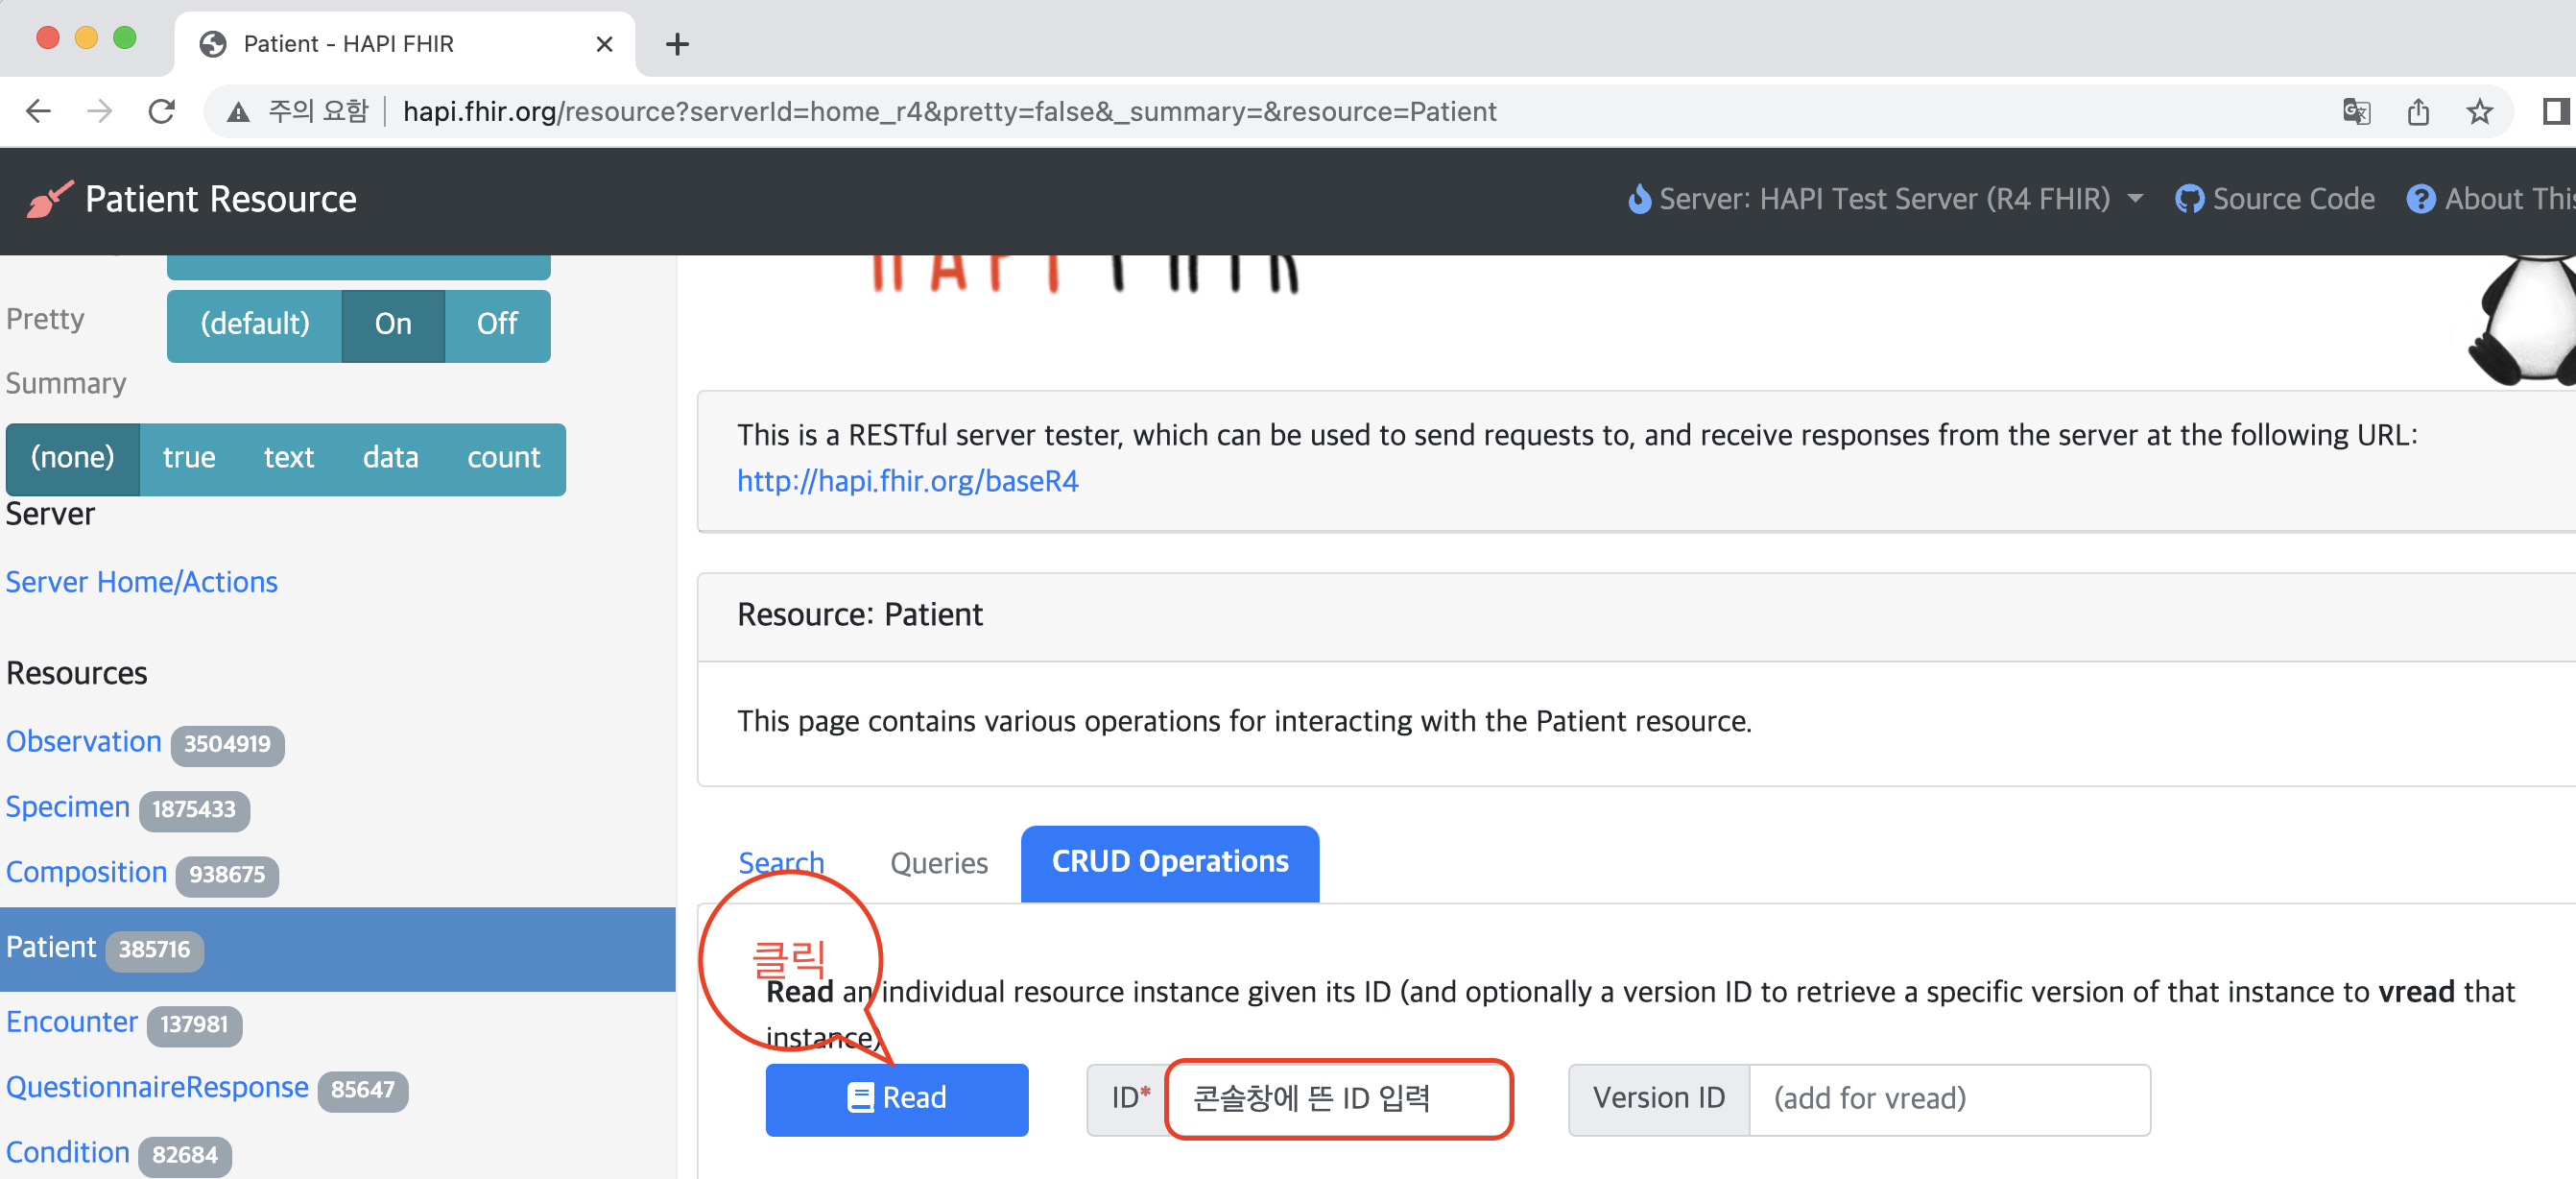 Patient - HAPI FHIR
주의 요함 hapi.fhir.org/resource?serverId=home_r4&pretty=false&_summary=&resource=Patient
Patient Resource
Server: HAPI Test Server (R4 FHIR)
Source Code
About This
HAPI FHIR
Pretty
(default) On Off
Summary
(none) true text data count
Server
Server Home/Actions
Resources
Observation 3504919
Specimen 1875433
Composition 938675
Patient 385716
Encounter 137981
QuestionnaireResponse 85647
Condition 82684
This is a RESTful server tester, which can be used to send requests to, and receive responses from the server at the following URL:
http://hapi.fhir.org/baseR4
Resource: Patient
This page contains various operations for interacting with the Patient resource.
Search Queries CRUD Operations
클릭
Read an individual resource instance given its ID (and optionally a version ID to retrieve a specific version of that instance to vread that
instance)
Read
ID* 콘솔창에 뜬 ID 입력
Version ID (add for vread)